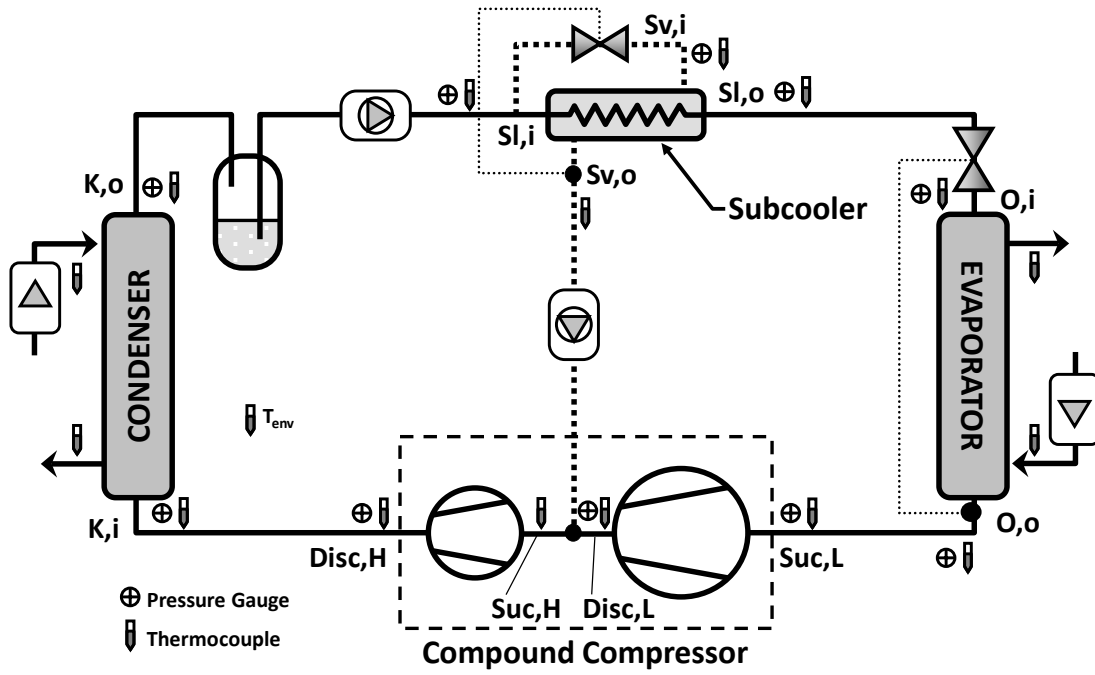 Sv,i
Sl,o
Sl,i
K,o
Sv,o
Subcooler
O,i
CONDENSER
EVAPORATOR
Tenv
K,i
Disc,H
Suc,L
O,o
Suc,H
Disc,L
Pressure Gauge
Thermocouple
Compound Compressor